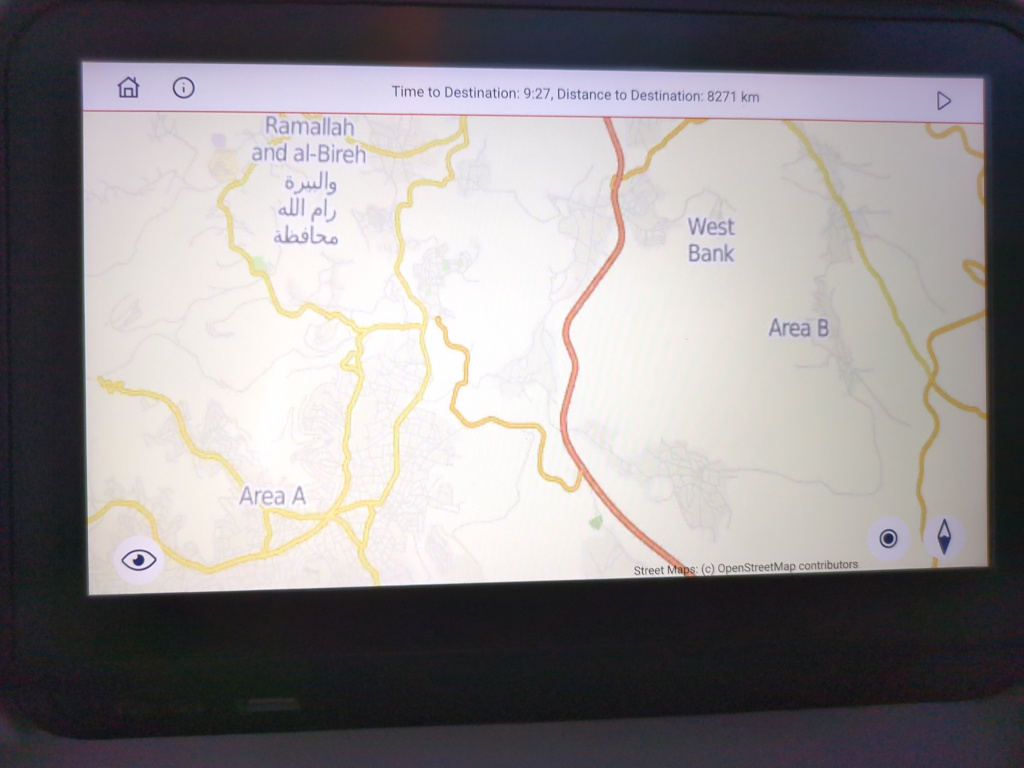 Time to Destination: 9:27, Distance to Destination: 8271 km
Ramallah
and al-Bireh
والبيرة
رام الله
محافظة
West
Bank
Area B
Area A
Street Maps: (c) OpenStreetMap contributors